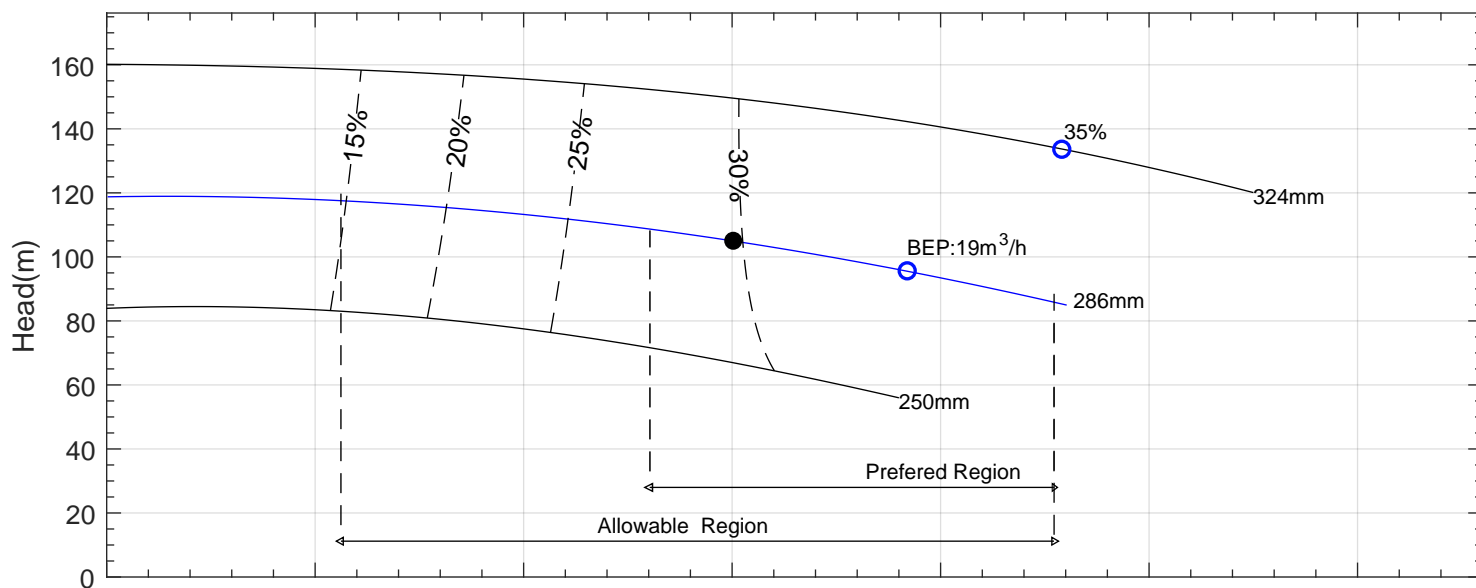 Head(m)
160
140
120
100
80
60
40
20
0
15%
20%
25%
30%
35%
324mm
BEP:19m³/h
286mm
250mm
Prefered Region
Allowable Region